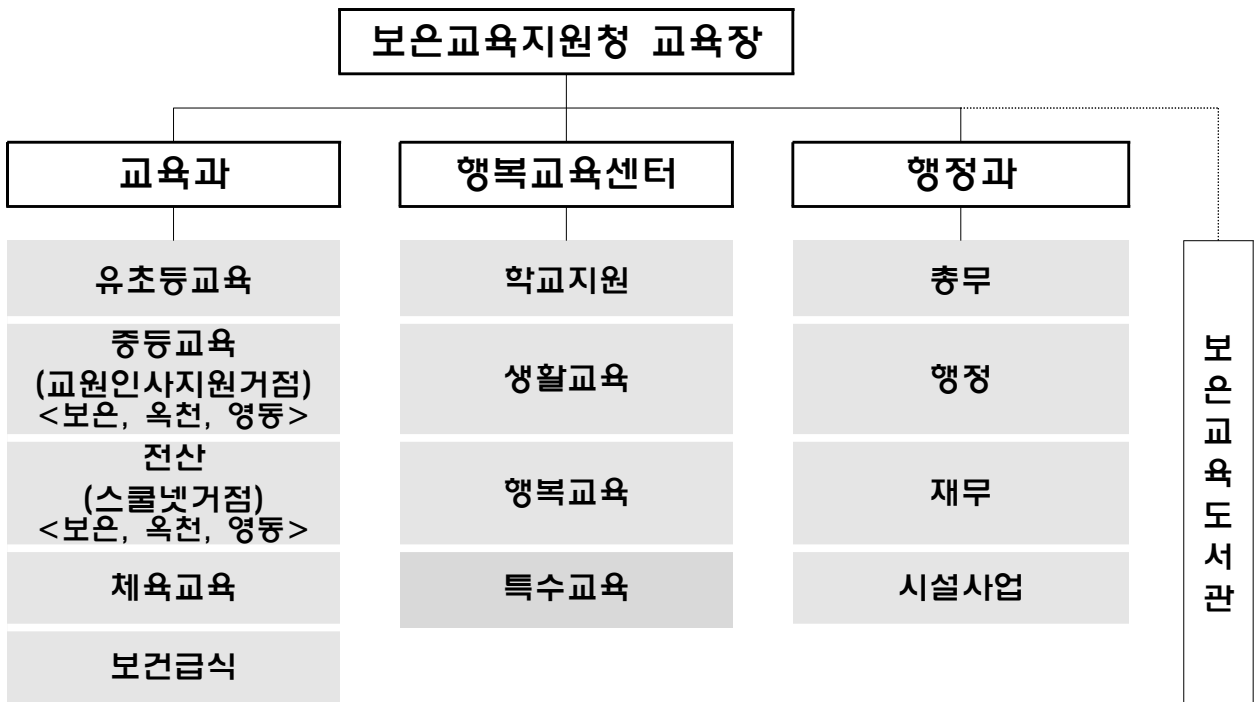 보은교육지원청 교육장
교육과
유초등교육
중등교육
(교원인사지원거점)
<보은, 옥천, 영동>
전산
(스쿨넷거점)
<보은, 옥천, 영동>
체육교육
보건급식
행복교육센터
학교지원
생활교육
행복교육
특수교육
행정과
총무
행정
재무
시설사업
보은교육도서관